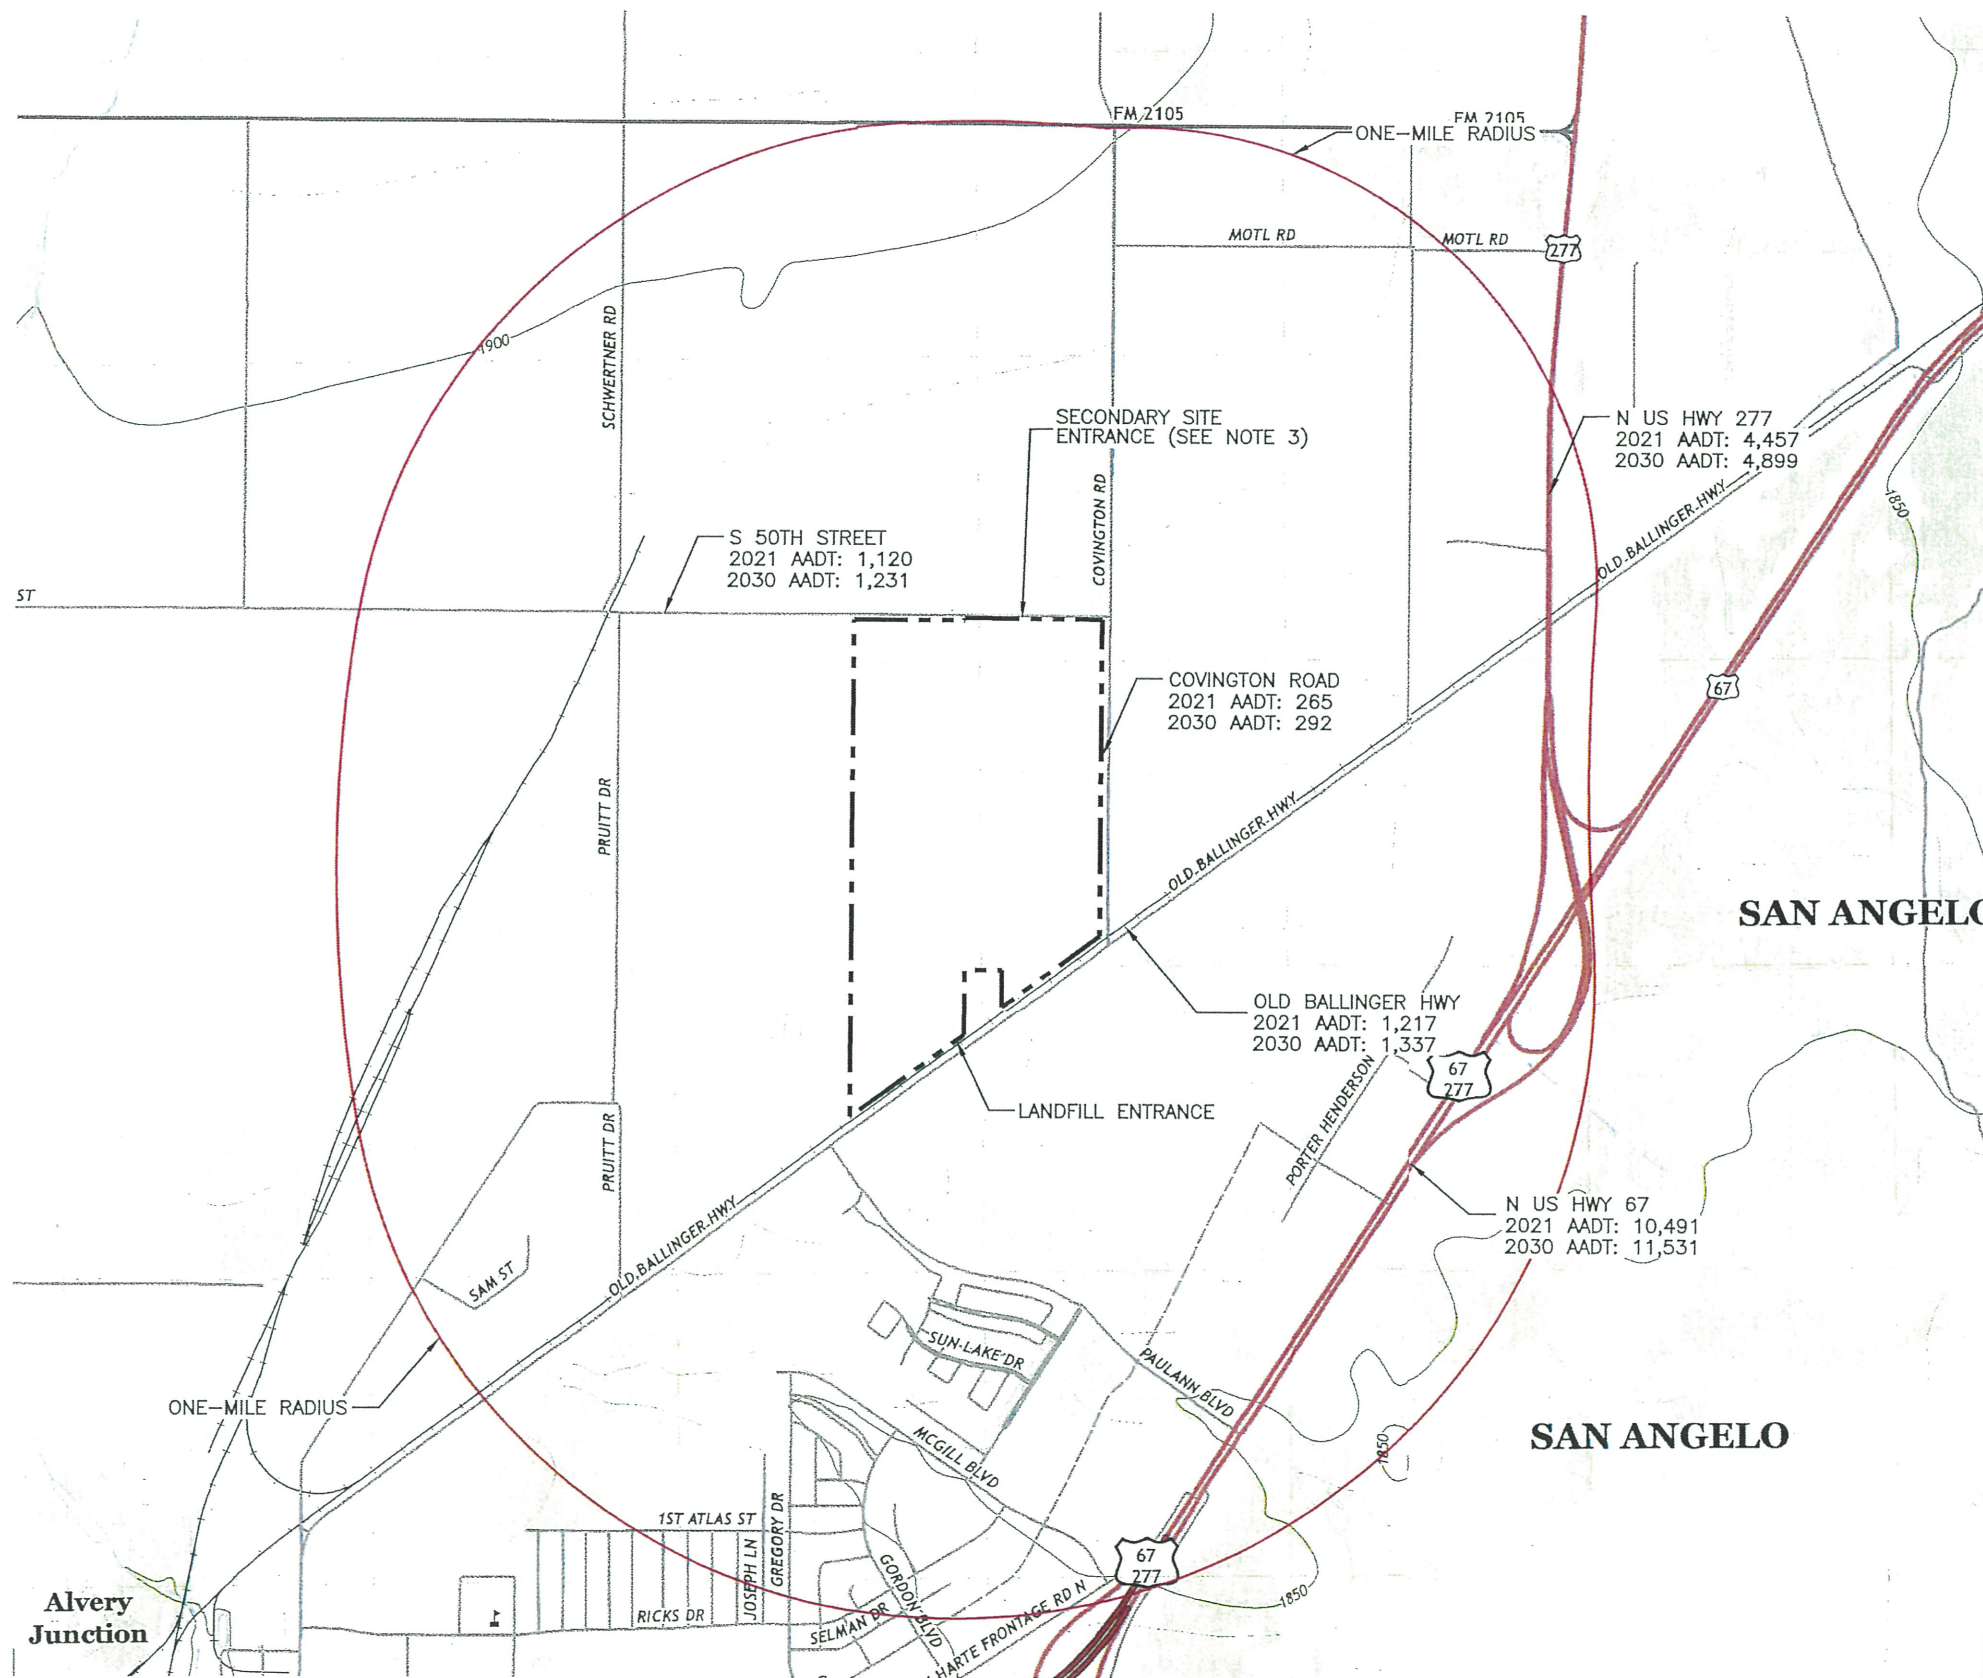 FM 2105
FM 2105
ONE-MILE RADIUS
MOTL RD
MOTL RD
277
1900
SCHWERTNER RD
SECONDARY SITE
ENTRANCE (SEE NOTE 3)
N US HWY 277
2021 AADT: 4,457
2030 AADT: 4,899
COVINGTON RD
OLD BALLINGER HWY
1850
S 50TH STREET
2021 AADT: 1,120
2030 AADT: 1,231
ST
COVINGTON ROAD
2021 AADT: 265
2030 AADT: 292
67
PRUITT DR
OLD BALLINGER HWY
SAN ANGELO
OLD BALLINGER HWY
2021 AADT: 1,217
2030 AADT: 1,337
67
277
LANDFILL ENTRANCE
PORTER HENDERSON
PRUITT DR
N US HWY 67
2021 AADT: 10,491
2030 AADT: 11,531
OLD BALLINGER HWY
SAM ST
SUN LAKE DR
PAULANN BLVD
ONE-MILE RADIUS
SAN ANGELO
1850
MCGILL BLVD
1ST ATLAS ST
GREGORY DR
JOSEPH LN
67
277
GORDON BLVD
1850
Alvery
Junction
RICKS DR
SELMAN DR
HARTE FRONTAGE RD N